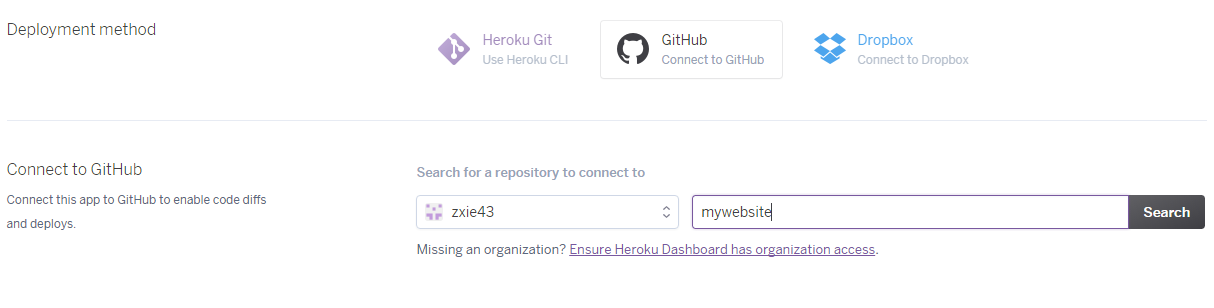 Deployment method
Heroku Git
Use Heroku CLI
GitHub
Connect to GitHub
Dropbox
Connect to Dropbox
Connect to GitHub
Connect this app to GitHub to enable code diffs
and deploys.
Search for a repository to connect to
zxie43
mywebsite
Search
Missing an organization? Ensure Heroku Dashboard has organization access.